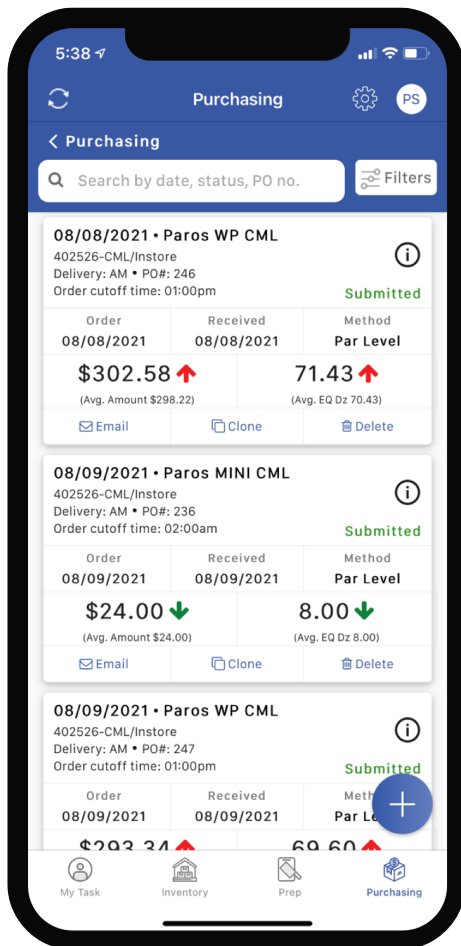 5:38
Purchasing
PS
Purchasing
Search by date, status, PO no.
Filters
08/08/2021 • Paros WP CML
402526-CML/Instore
Delivery: AM • PO#: 246
Order cutoff time: 01:00pm
Submitted
Order Received Method
08/08/2021 08/08/2021 Par Level
$302.58 71.43
(Avg. Amount $298.22) (Avg. EQ Dz 70.43)
Email Clone Delete
08/09/2021 • Paros MINI CML
402526-CML/Instore
Delivery: AM • PO#: 236
Order cutoff time: 02:00am
Submitted
Order Received Method
08/09/2021 08/09/2021 Par Level
$24.00 8.00
(Avg. Amount $24.00) (Avg. EQ Dz 8.00)
Email Clone Delete
08/09/2021 • Paros WP CML
402526-CML/Instore
Delivery: AM • PO#: 247
Order cutoff time: 01:00pm
Submitted
Order Received Meth
08/09/2021 08/09/2021 Par Le
$293.34 69.60
My Task Inventory Prep Purchasing